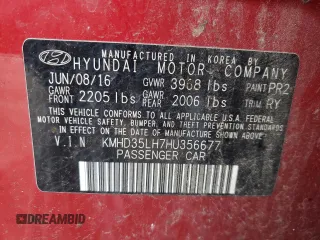 MANUFACTURED IN KOREA BY
HYUNDAI MOTOR COMPANY
JUN/08/16 GVWR 3968 lbs PAINT PR2
GAWR FRONT 2205 lbs GAWR REAR 2006 lbs TRIM RY
THIS VEHICLE CONFORMS TO ALL APPLICABLE U.S.A. FEDERAL
MOTOR VEHICLE SAFETY, BUMPER, AND THEFT PREVENTION
STANDARDS IN EFFECT ON THE DATE OF MANUFACTURE
V.I.N KMHD35LH7HU356677
PASSENGER CAR
DREAMBID